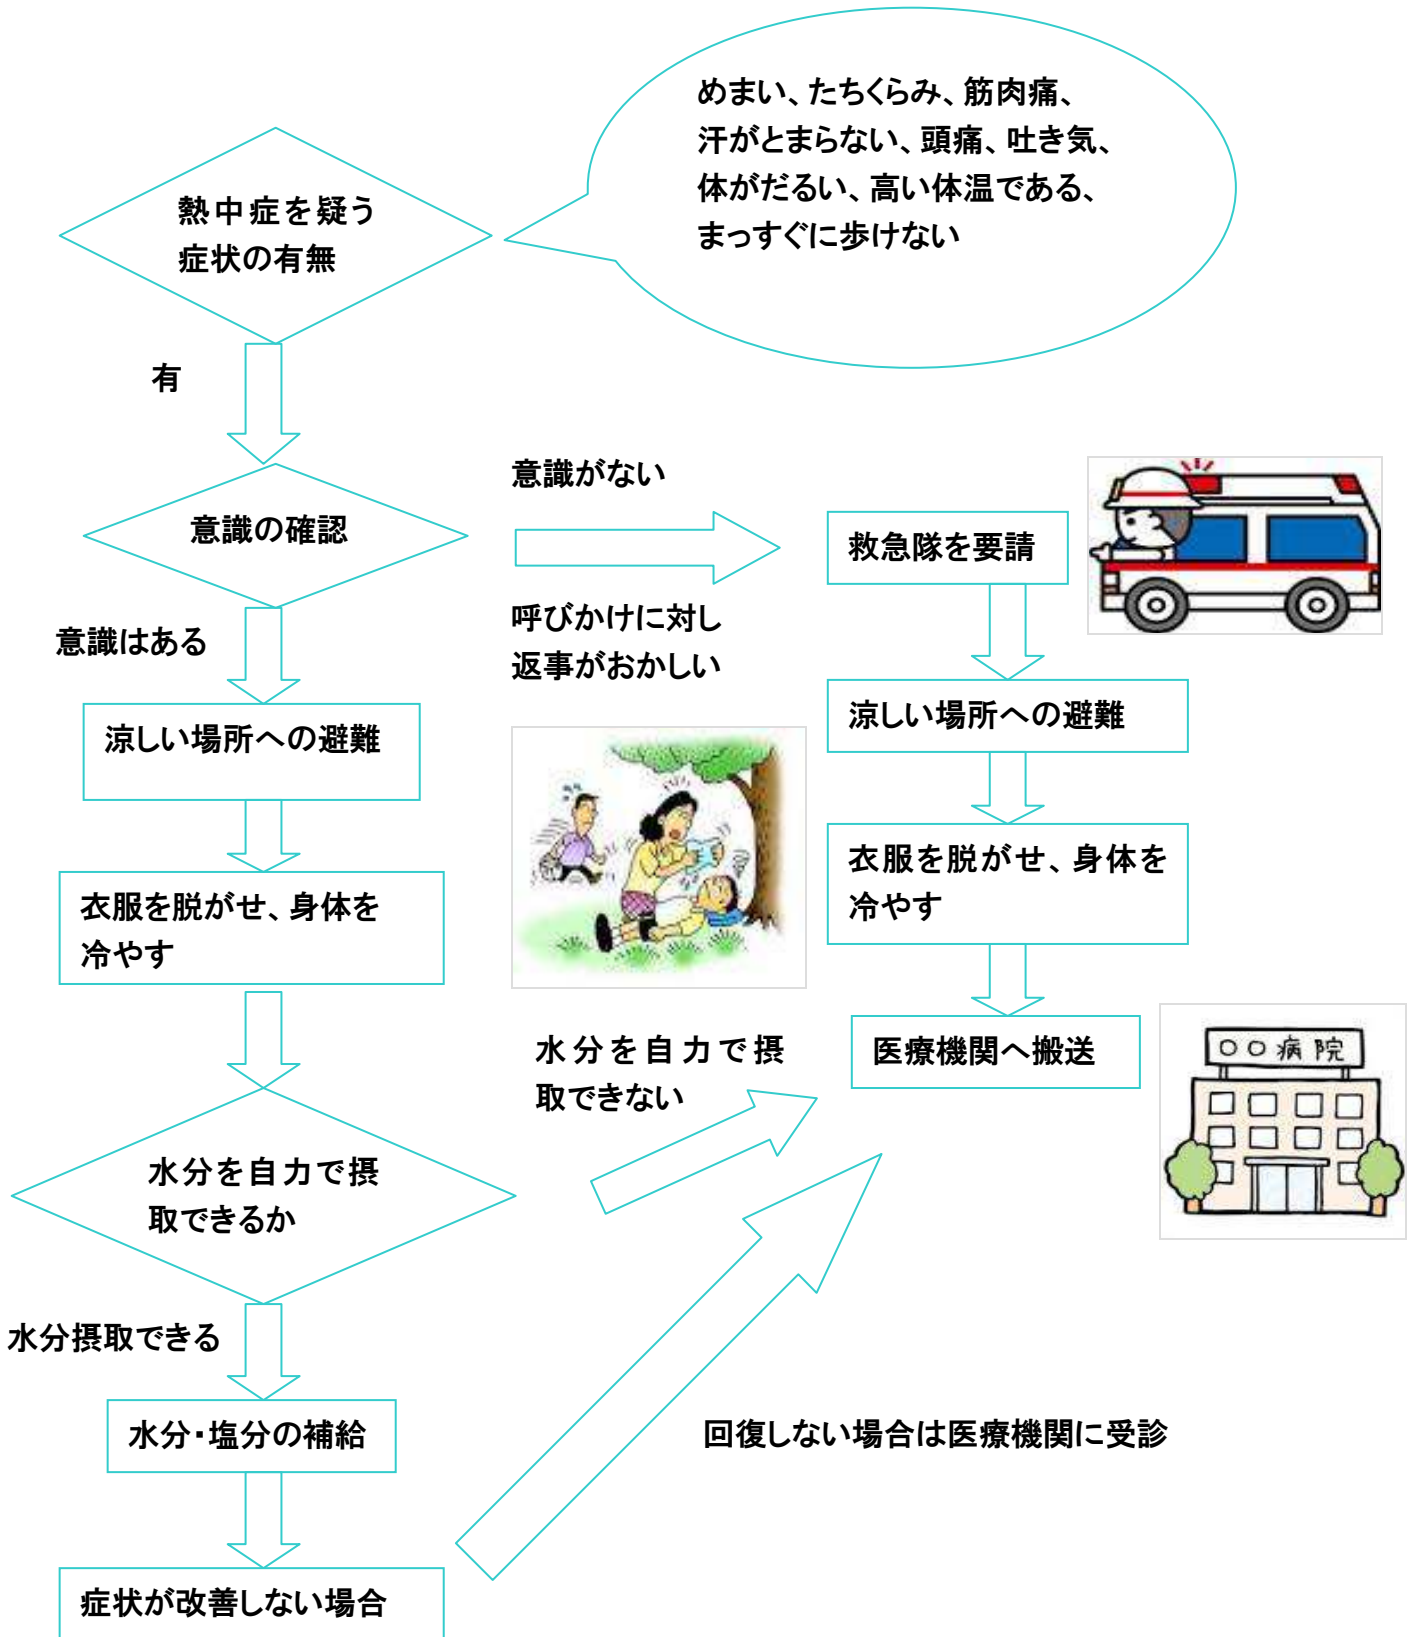 めまい、たちくらみ、筋肉痛、
汗がとまらない、頭痛、吐き気、
体がだるい、高い体温である、
まっすぐに歩けない
熱中症を疑う
症状の有無
有
意識の確認
意識がない
呼びかけに対し
返事がおかしい
救急隊を要請
意識はある
涼しい場所への避難
涼しい場所への避難
衣服を脱がせ、身体を
冷やす
衣服を脱がせ、身体を
冷やす
医療機関へ搬送
〇〇病院
水分を自力で摂
取できない
水分を自力で摂
取できるか
水分摂取できる
水分・塩分の補給
回復しない場合は医療機関に受診
症状が改善しない場合